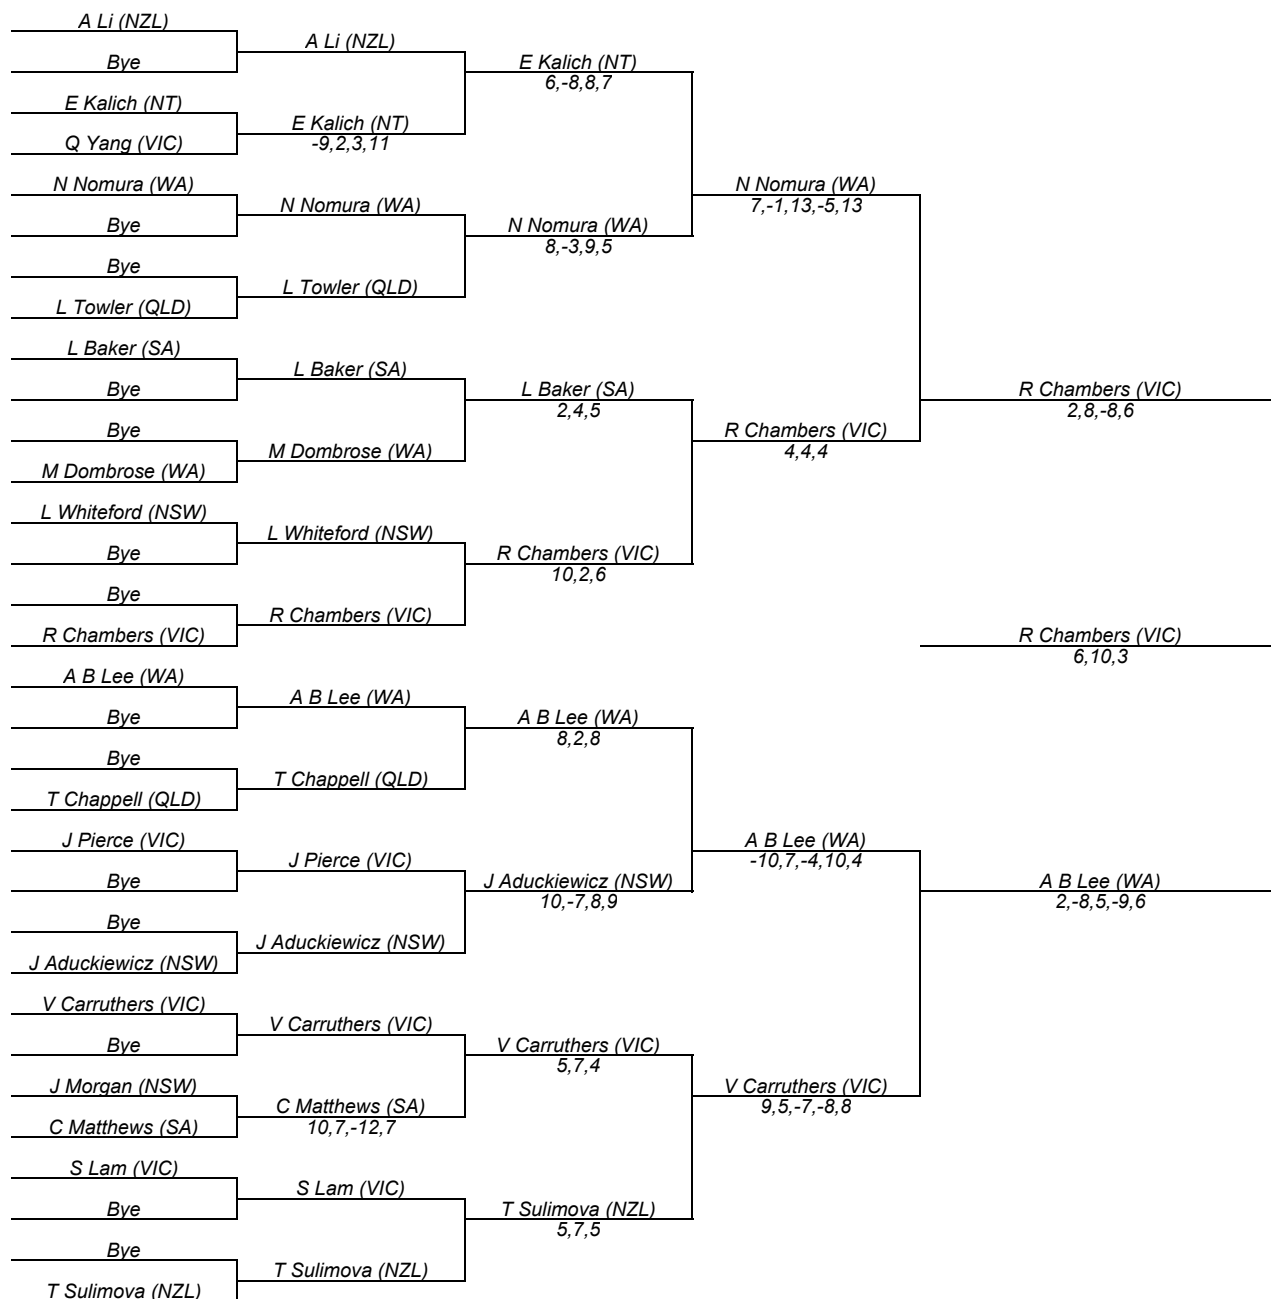 A Li (NZL)
Bye
E Kalich (NT)
Q Yang (VIC)
N Nomura (WA)
Bye
Bye
L Towler (QLD)
L Baker (SA)
Bye
Bye
M Dombrose (WA)
L Whiteford (NSW)
Bye
Bye
R Chambers (VIC)
A B Lee (WA)
Bye
Bye
T Chappell (QLD)
J Pierce (VIC)
Bye
Bye
J Aduckiewicz (NSW)
V Carruthers (VIC)
Bye
J Morgan (NSW)
C Matthews (SA)
S Lam (VIC)
Bye
Bye
T Sulimova (NZL)
A Li (NZL)
E Kalich (NT)
-9,2,3,11
N Nomura (WA)
L Towler (QLD)
L Baker (SA)
M Dombrose (WA)
L Whiteford (NSW)
R Chambers (VIC)
A B Lee (WA)
T Chappell (QLD)
J Pierce (VIC)
J Aduckiewicz (NSW)
V Carruthers (VIC)
C Matthews (SA)
10,7,-12,7
S Lam (VIC)
T Sulimova (NZL)
E Kalich (NT)
6,-8,8,7
N Nomura (WA)
8,-3,9,5
L Baker (SA)
2,4,5
R Chambers (VIC)
10,2,6
A B Lee (WA)
8,2,8
J Aduckiewicz (NSW)
10,-7,8,9
V Carruthers (VIC)
5,7,4
T Sulimova (NZL)
5,7,5
N Nomura (WA)
7,-1,13,-5,13
R Chambers (VIC)
4,4,4
A B Lee (WA)
-10,7,-4,10,4
V Carruthers (VIC)
9,5,-7,-8,8
R Chambers (VIC)
2,8,-8,6
R Chambers (VIC)
6,10,3
A B Lee (WA)
2,-8,5,-9,6